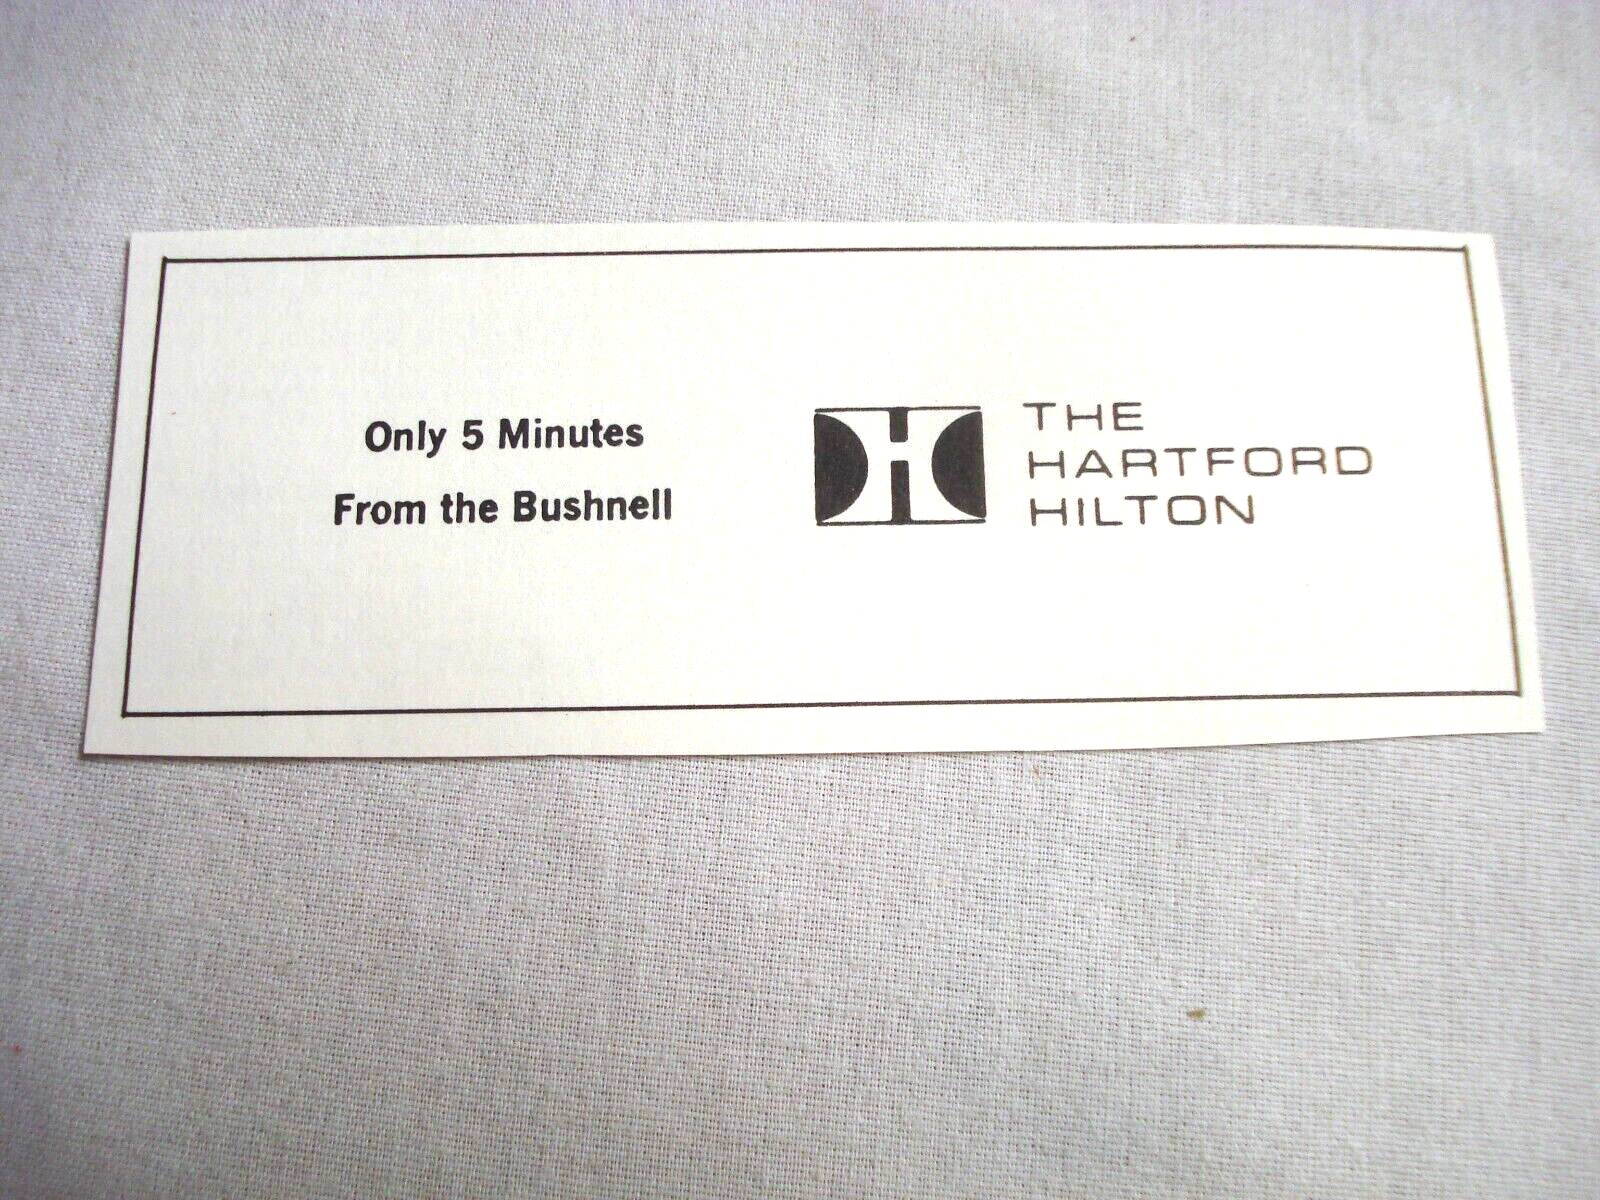 Only 5 Minutes
From the Bushnell
H
THE
HARTFORD
HILTON